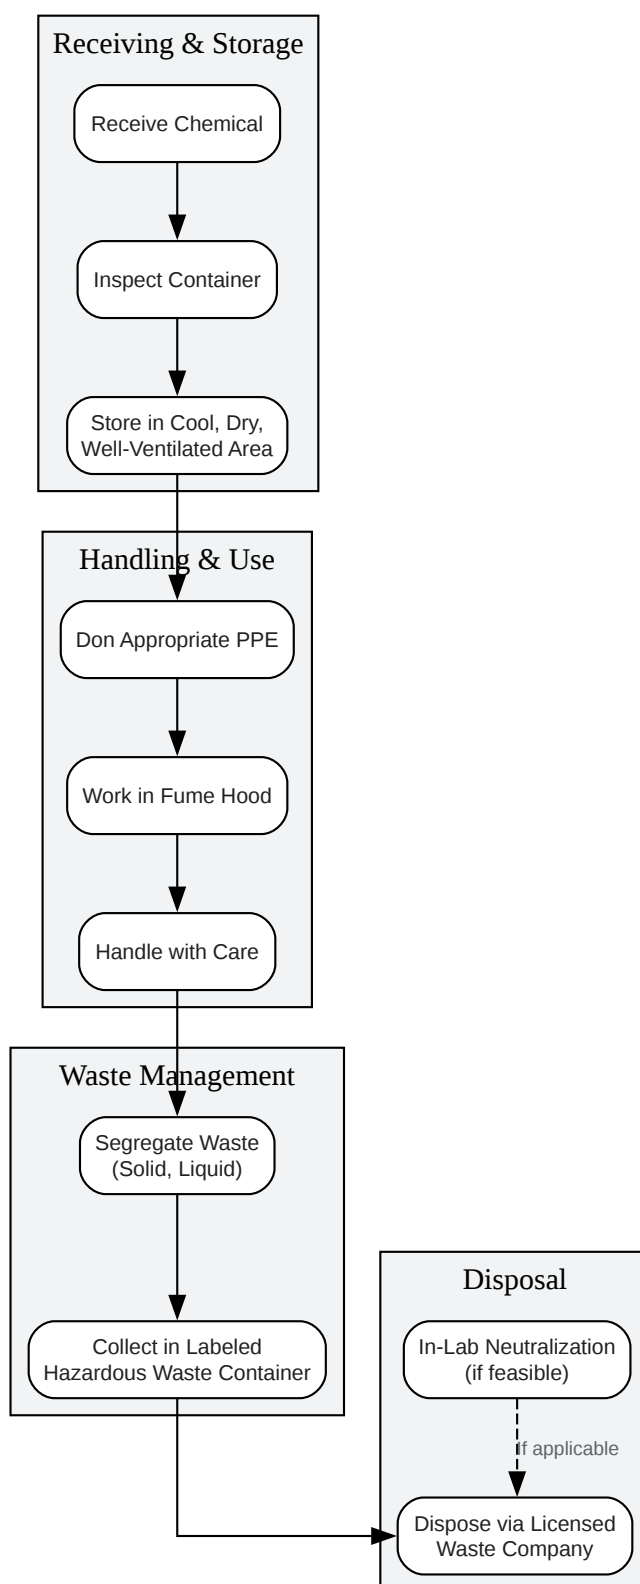 Receiving & Storage
Receive Chemical
Inspect Container
Store in Cool, Dry,
Well-Ventilated Area
Handling & Use
Don Appropriate PPE
Work in Fume Hood
Handle with Care
Waste Management
Segregate Waste
(Solid, Liquid)
Collect in Labeled
Hazardous Waste Container
Disposal
In-Lab Neutralization
(if feasible)
If applicable
Dispose via Licensed
Waste Company